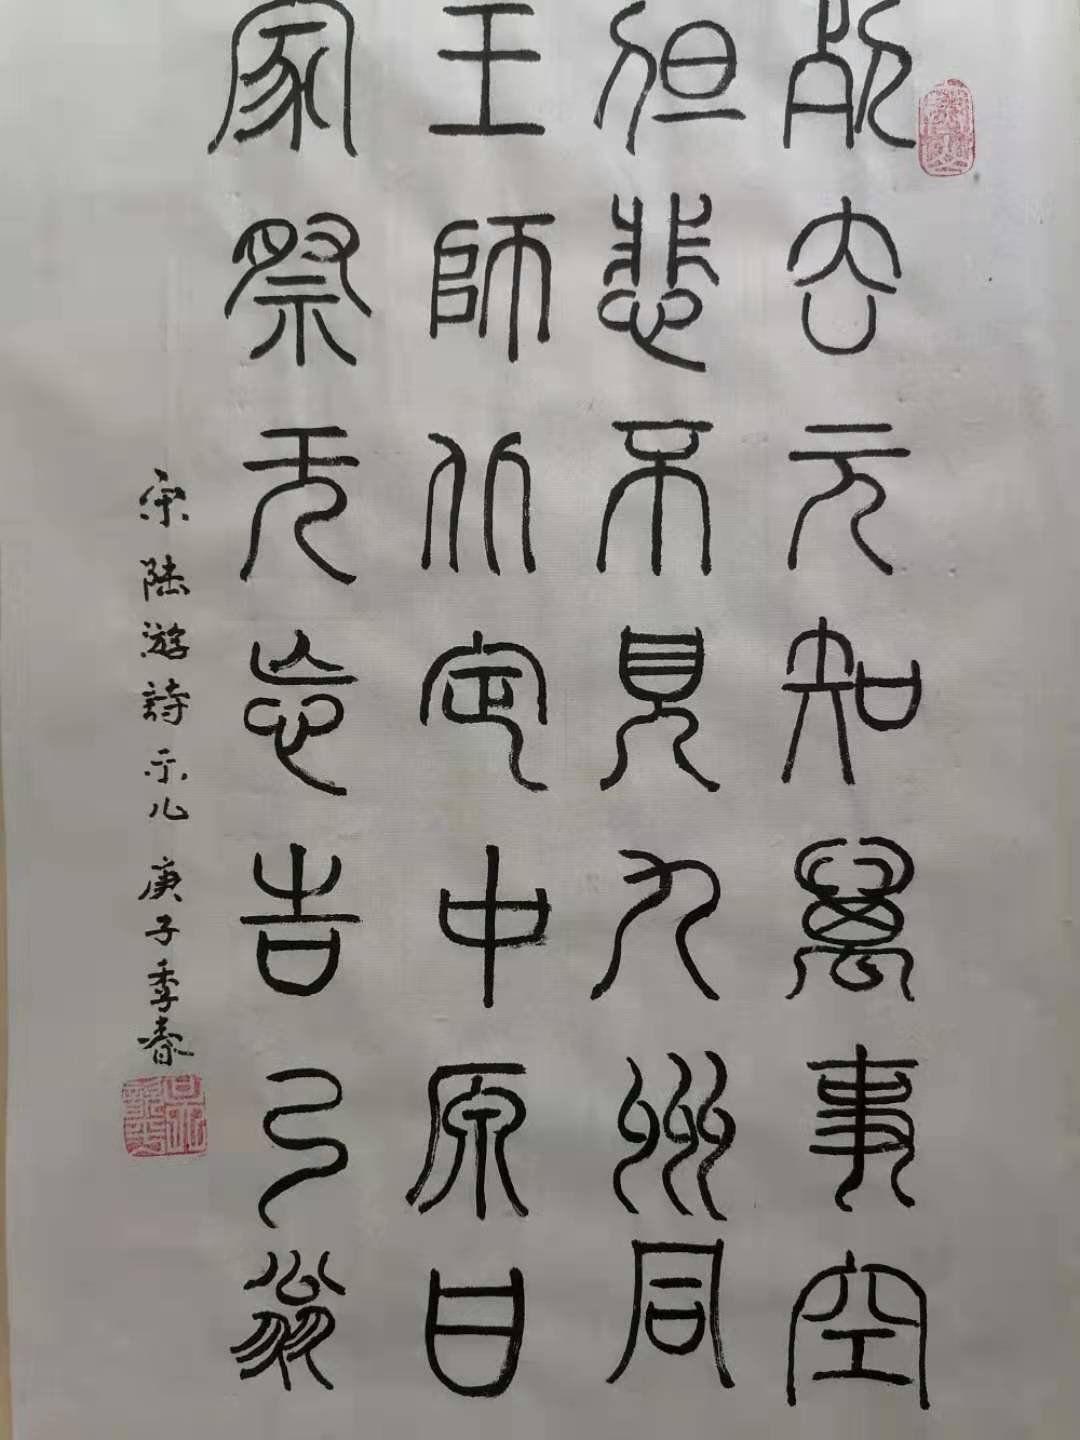 死去元知萬事空
但悲不見九州同
王師北定中原日
家祭无忘告乃翁
宋陸游詩示儿 庚子季春